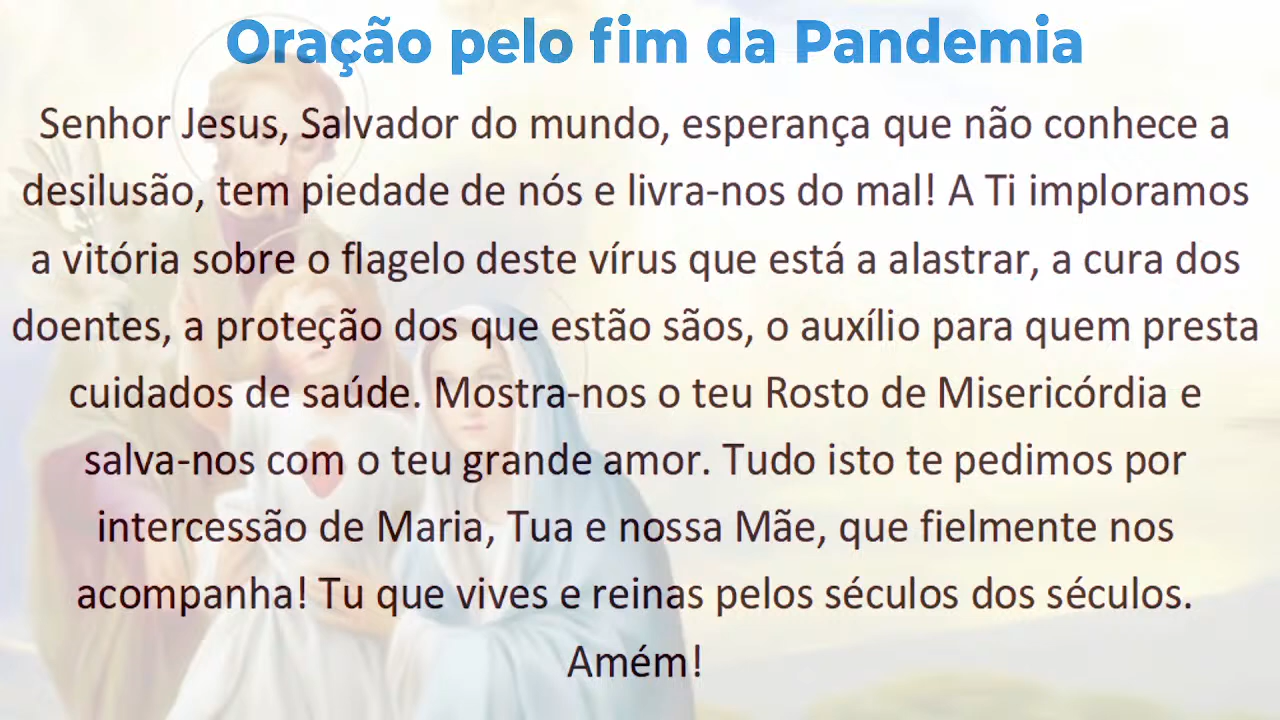 Oração pelo fim da Pandemia
Senhor Jesus, Salvador do mundo, esperança que não conhece a
desilusão, tem piedade de nós e livra-nos do mal! A Ti imploramos
a vitória sobre o flagelo deste vírus que está a alastrar, a cura dos
doentes, a proteção dos que estão sãos, o auxílio para quem presta
cuidados de saúde. Mostra-nos o teu Rosto de Misericórdia e
salva-nos com o teu grande amor. Tudo isto te pedimos por
intercessão de Maria, Tua e nossa Mãe, que fielmente nos
acompanha! Tu que vives e reinas pelos séculos dos séculos.
Amém!